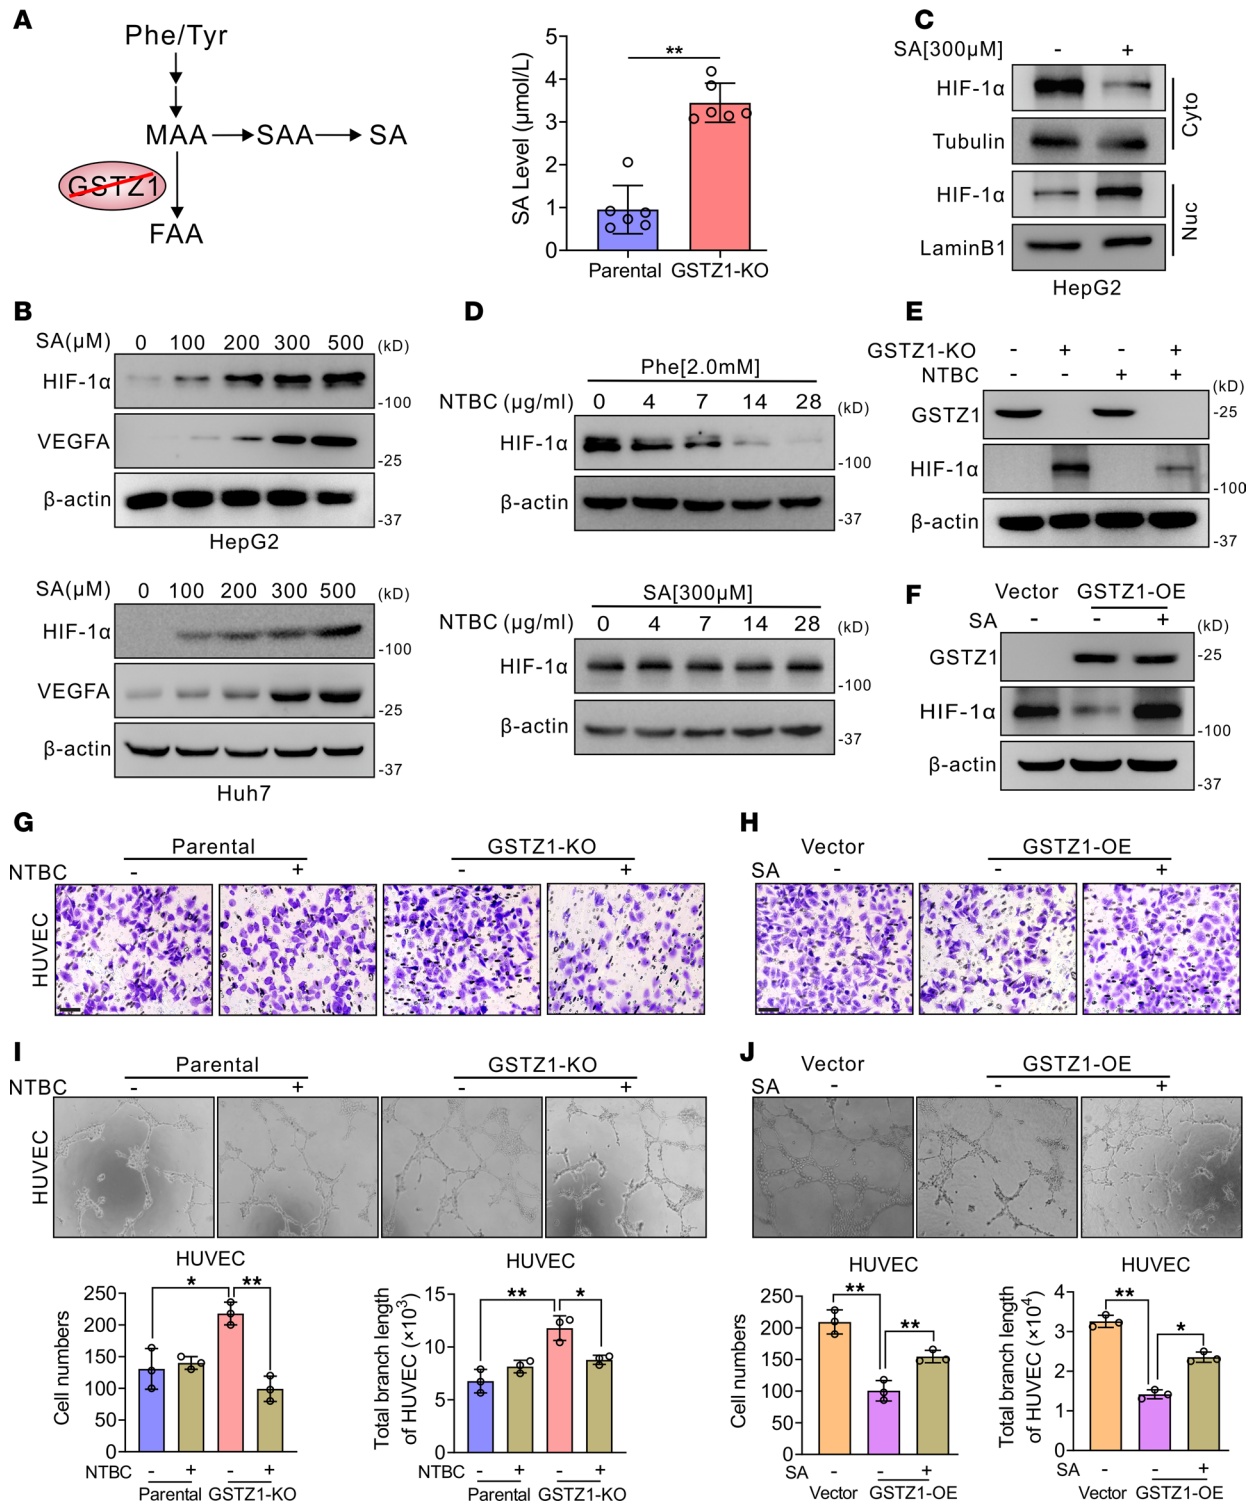 A
Phe/Tyr
MAA
SAA
SA
GSTZ1
FAA
SA Level (μmol/L)
5
4
3
2
1
0
**
Parental
GSTZ1-KO
C
SA[300μM] - +
HIF-1α
Tubulin
Cyto
HIF-1α
LaminB1
Nuc
HepG2
B
SA(μM) 0 100 200 300 500 (kD)
HIF-1α
-100
VEGFA
-25
β-actin
-37
HepG2
SA(μM) 0 100 200 300 500 (kD)
HIF-1α
-100
VEGFA
-25
β-actin
-37
Huh7
D
Phe[2.0mM]
NTBC (μg/ml) 0 4 7 14 28 (kD)
HIF-1α
-100
β-actin
-37
SA[300μM]
NTBC (μg/ml) 0 4 7 14 28 (kD)
HIF-1α
-100
β-actin
-37
E
GSTZ1-KO - + - +
NTBC - - + + (kD)
GSTZ1
-25
HIF-1α
-100
β-actin
-37
F
Vector GSTZ1-OE
SA - - + (kD)
GSTZ1
-25
HIF-1α
-100
β-actin
-37
G
Parental GSTZ1-KO
NTBC - + - +
HUVEC
H
Vector GSTZ1-OE
SA - - +
I
Parental GSTZ1-KO
NTBC - + - +
HUVEC
HUVEC
Cell numbers
250
200
150
100
50
0
* **
NTBC - + - +
Parental GSTZ1-KO
HUVEC
Total branch length
of HUVEC (×10³)
15
10
5
0
** *
NTBC - + - +
Parental GSTZ1-KO
J
Vector GSTZ1-OE
SA - - +
HUVEC
Cell numbers
250
200
150
100
50
0
** **
SA - - +
Vector GSTZ1-OE
HUVEC
Total branch length
of HUVEC (×10⁴)
4
3
2
1
0
** *
SA - - +
Vector GSTZ1-OE